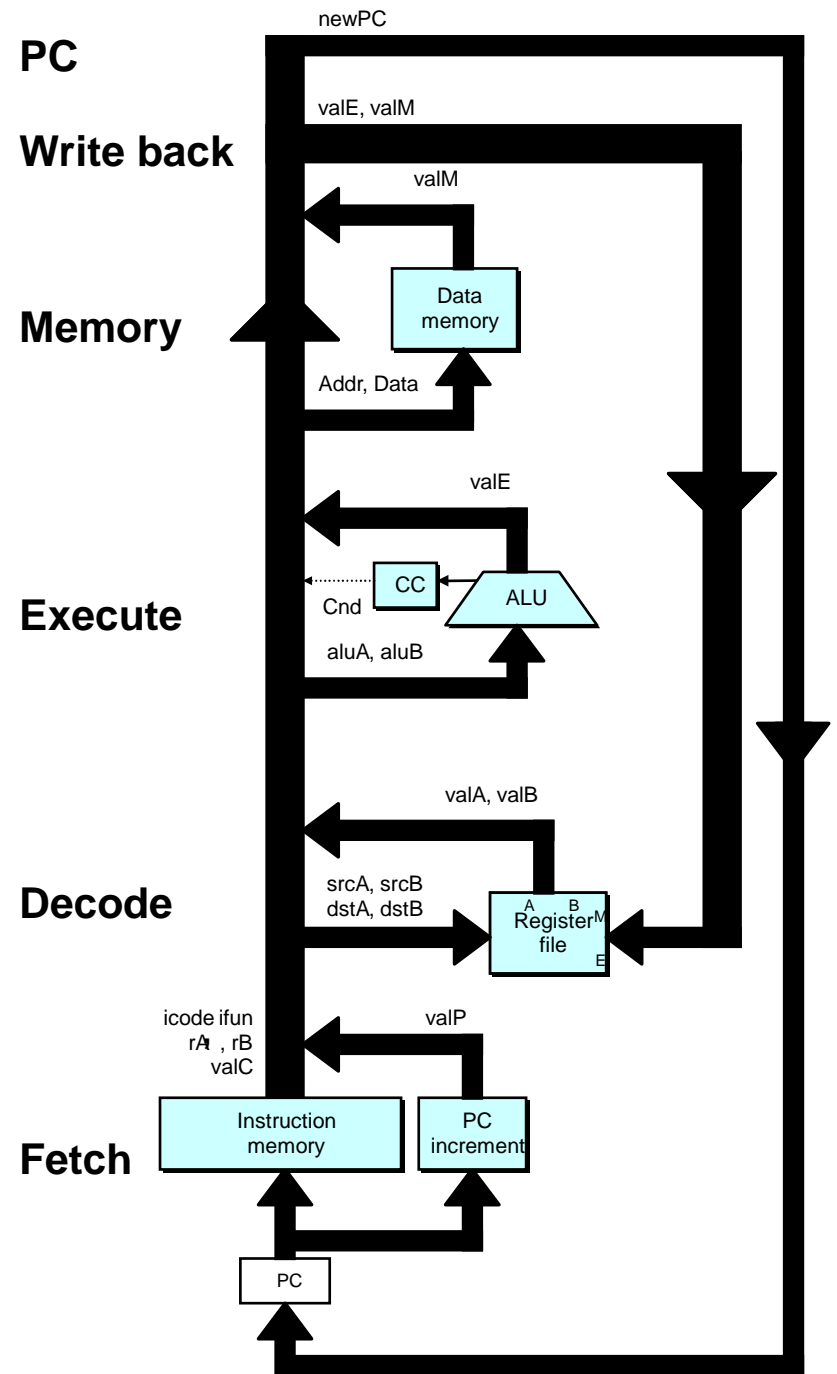 newPC
PC
valE, valM
Write back
valM
Data
memory
Memory
Addr, Data
valE
CC
ALU
Cnd
Execute
aluA, aluB
valA, valB
srcA, srcB
dstA, dstB
Decode
A B
Register M
file
E
icode ifun
rA , rB
valC
valP
Instruction
memory
PC
increment
Fetch
PC